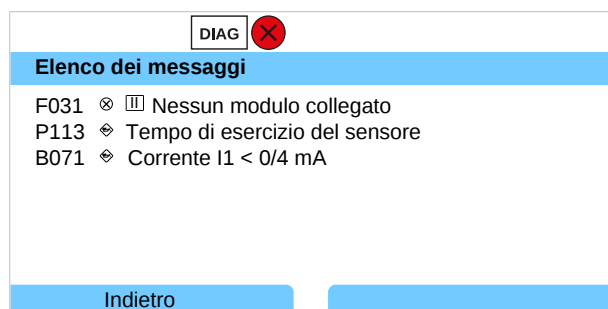 DIAG
Elenco dei messaggi
F031 ⊗ II Nessun modulo collegato
P113 Tempo di esercizio del sensore
B071 Corrente I1 < 0/4 mA
Indietro